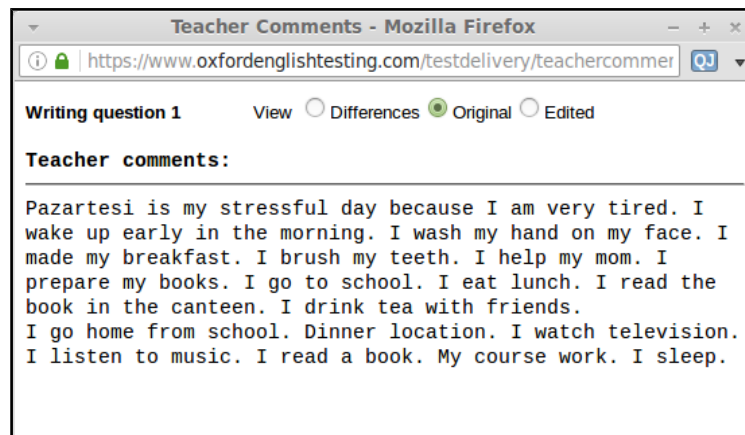 Teacher Comments - Mozilla Firefox
https://www.oxfordenglishtesting.com/testdelivery/teachercommer
QJ
Writing question 1 View Differences Original Edited
Teacher comments:
Pazartesi is my stressful day because I am very tired. I
wake up early in the morning. I wash my hand on my face. I
made my breakfast. I brush my teeth. I help my mom. I
prepare my books. I go to school. I eat lunch. I read the
book in the canteen. I drink tea with friends.
I go home from school. Dinner location. I watch television.
I listen to music. I read a book. My course work. I sleep.